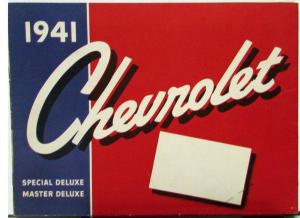 1941
Chevrolet
SPECIAL DELUXE
MASTER DELUXE